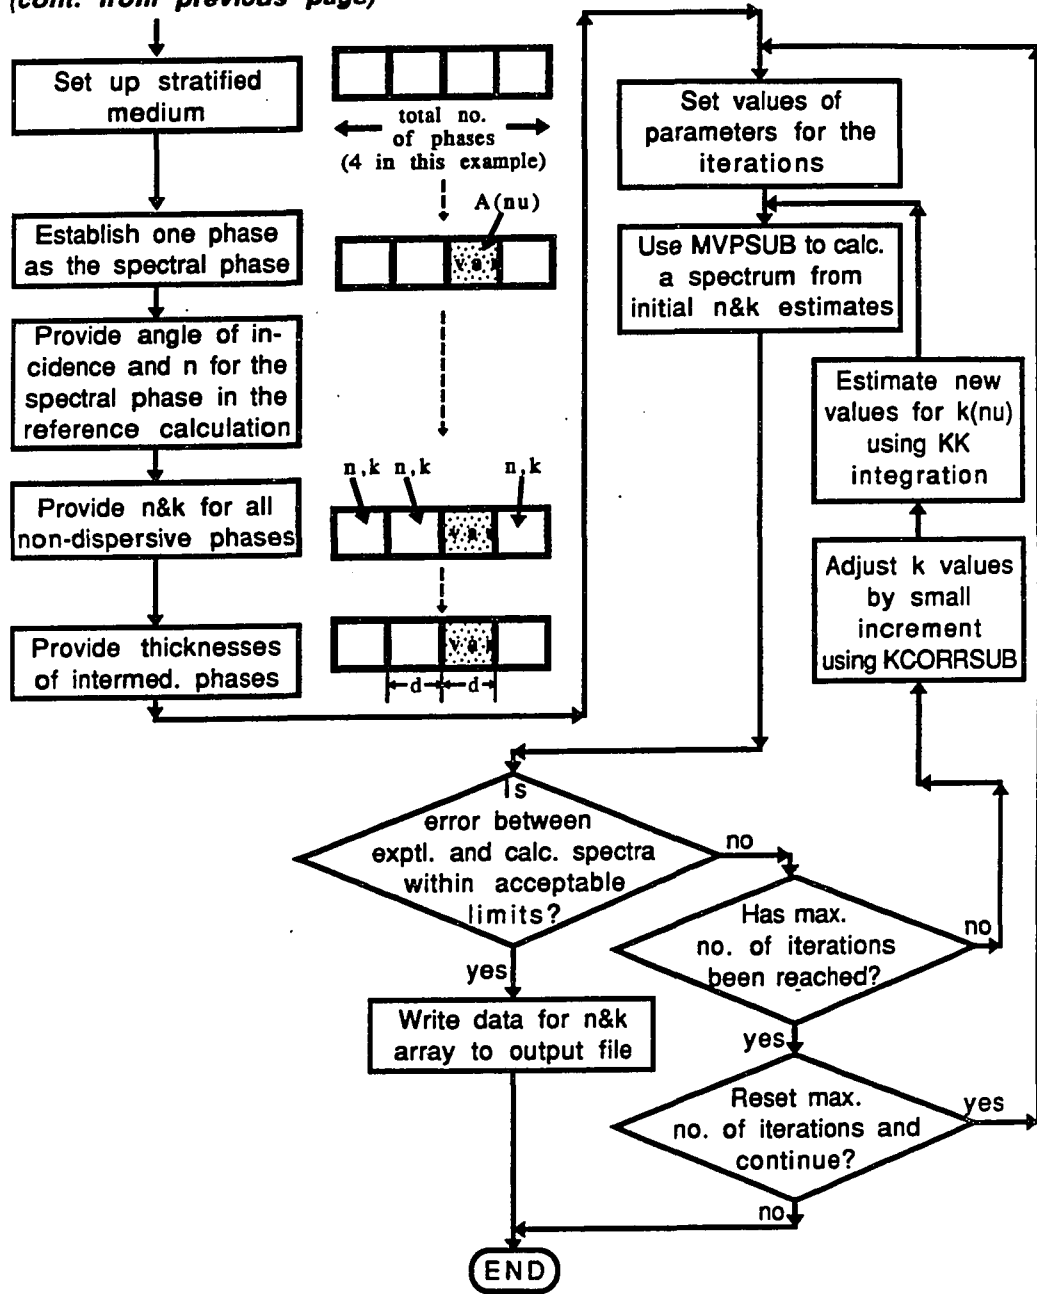 (cont. from previous page)
Set up stratified
medium
total no.
of phases
(4 in this example)
Establish one phase
as the spectral phase
A(nu)
v a r
Provide angle of in-
cidence and n for the
spectral phase in the
reference calculation
Provide n&k for all
non-dispersive phases
n,k n,k n,k
v a r
Provide thicknesses
of intermed. phases
v a r
d d
Set values of
parameters for the
iterations
Use MVPSUB to calc.
a spectrum from
initial n&k estimates
Estimate new
values for k(nu)
using KK
integration
Adjust k values
by small
increment
using KCORRSUB
Is
error between
exptl. and calc. spectra
within acceptable
limits?
no
yes
Has max.
no. of iterations
been reached?
no
yes
Write data for n&k
array to output file
Reset max.
no. of iterations and
continue?
yes
no
END